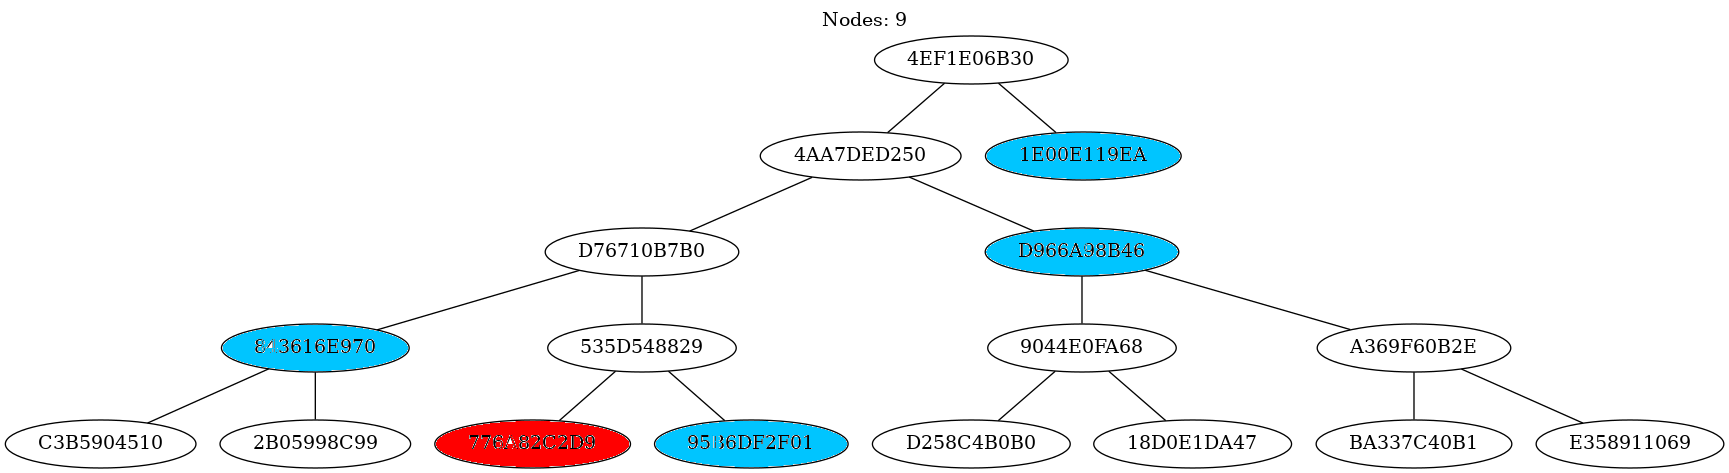 Nodes: 9
4EF1E06B30
4AA7DED250
1E00E119EA
D76710B7B0
D966A98B46
843616E970
535D548829
9044E0FA68
A369F60B2E
C3B5904510
2B05998C99
776A82C2D9
95B6DF2F01
D258C4B0B0
18D0E1DA47
BA337C40B1
E358911069